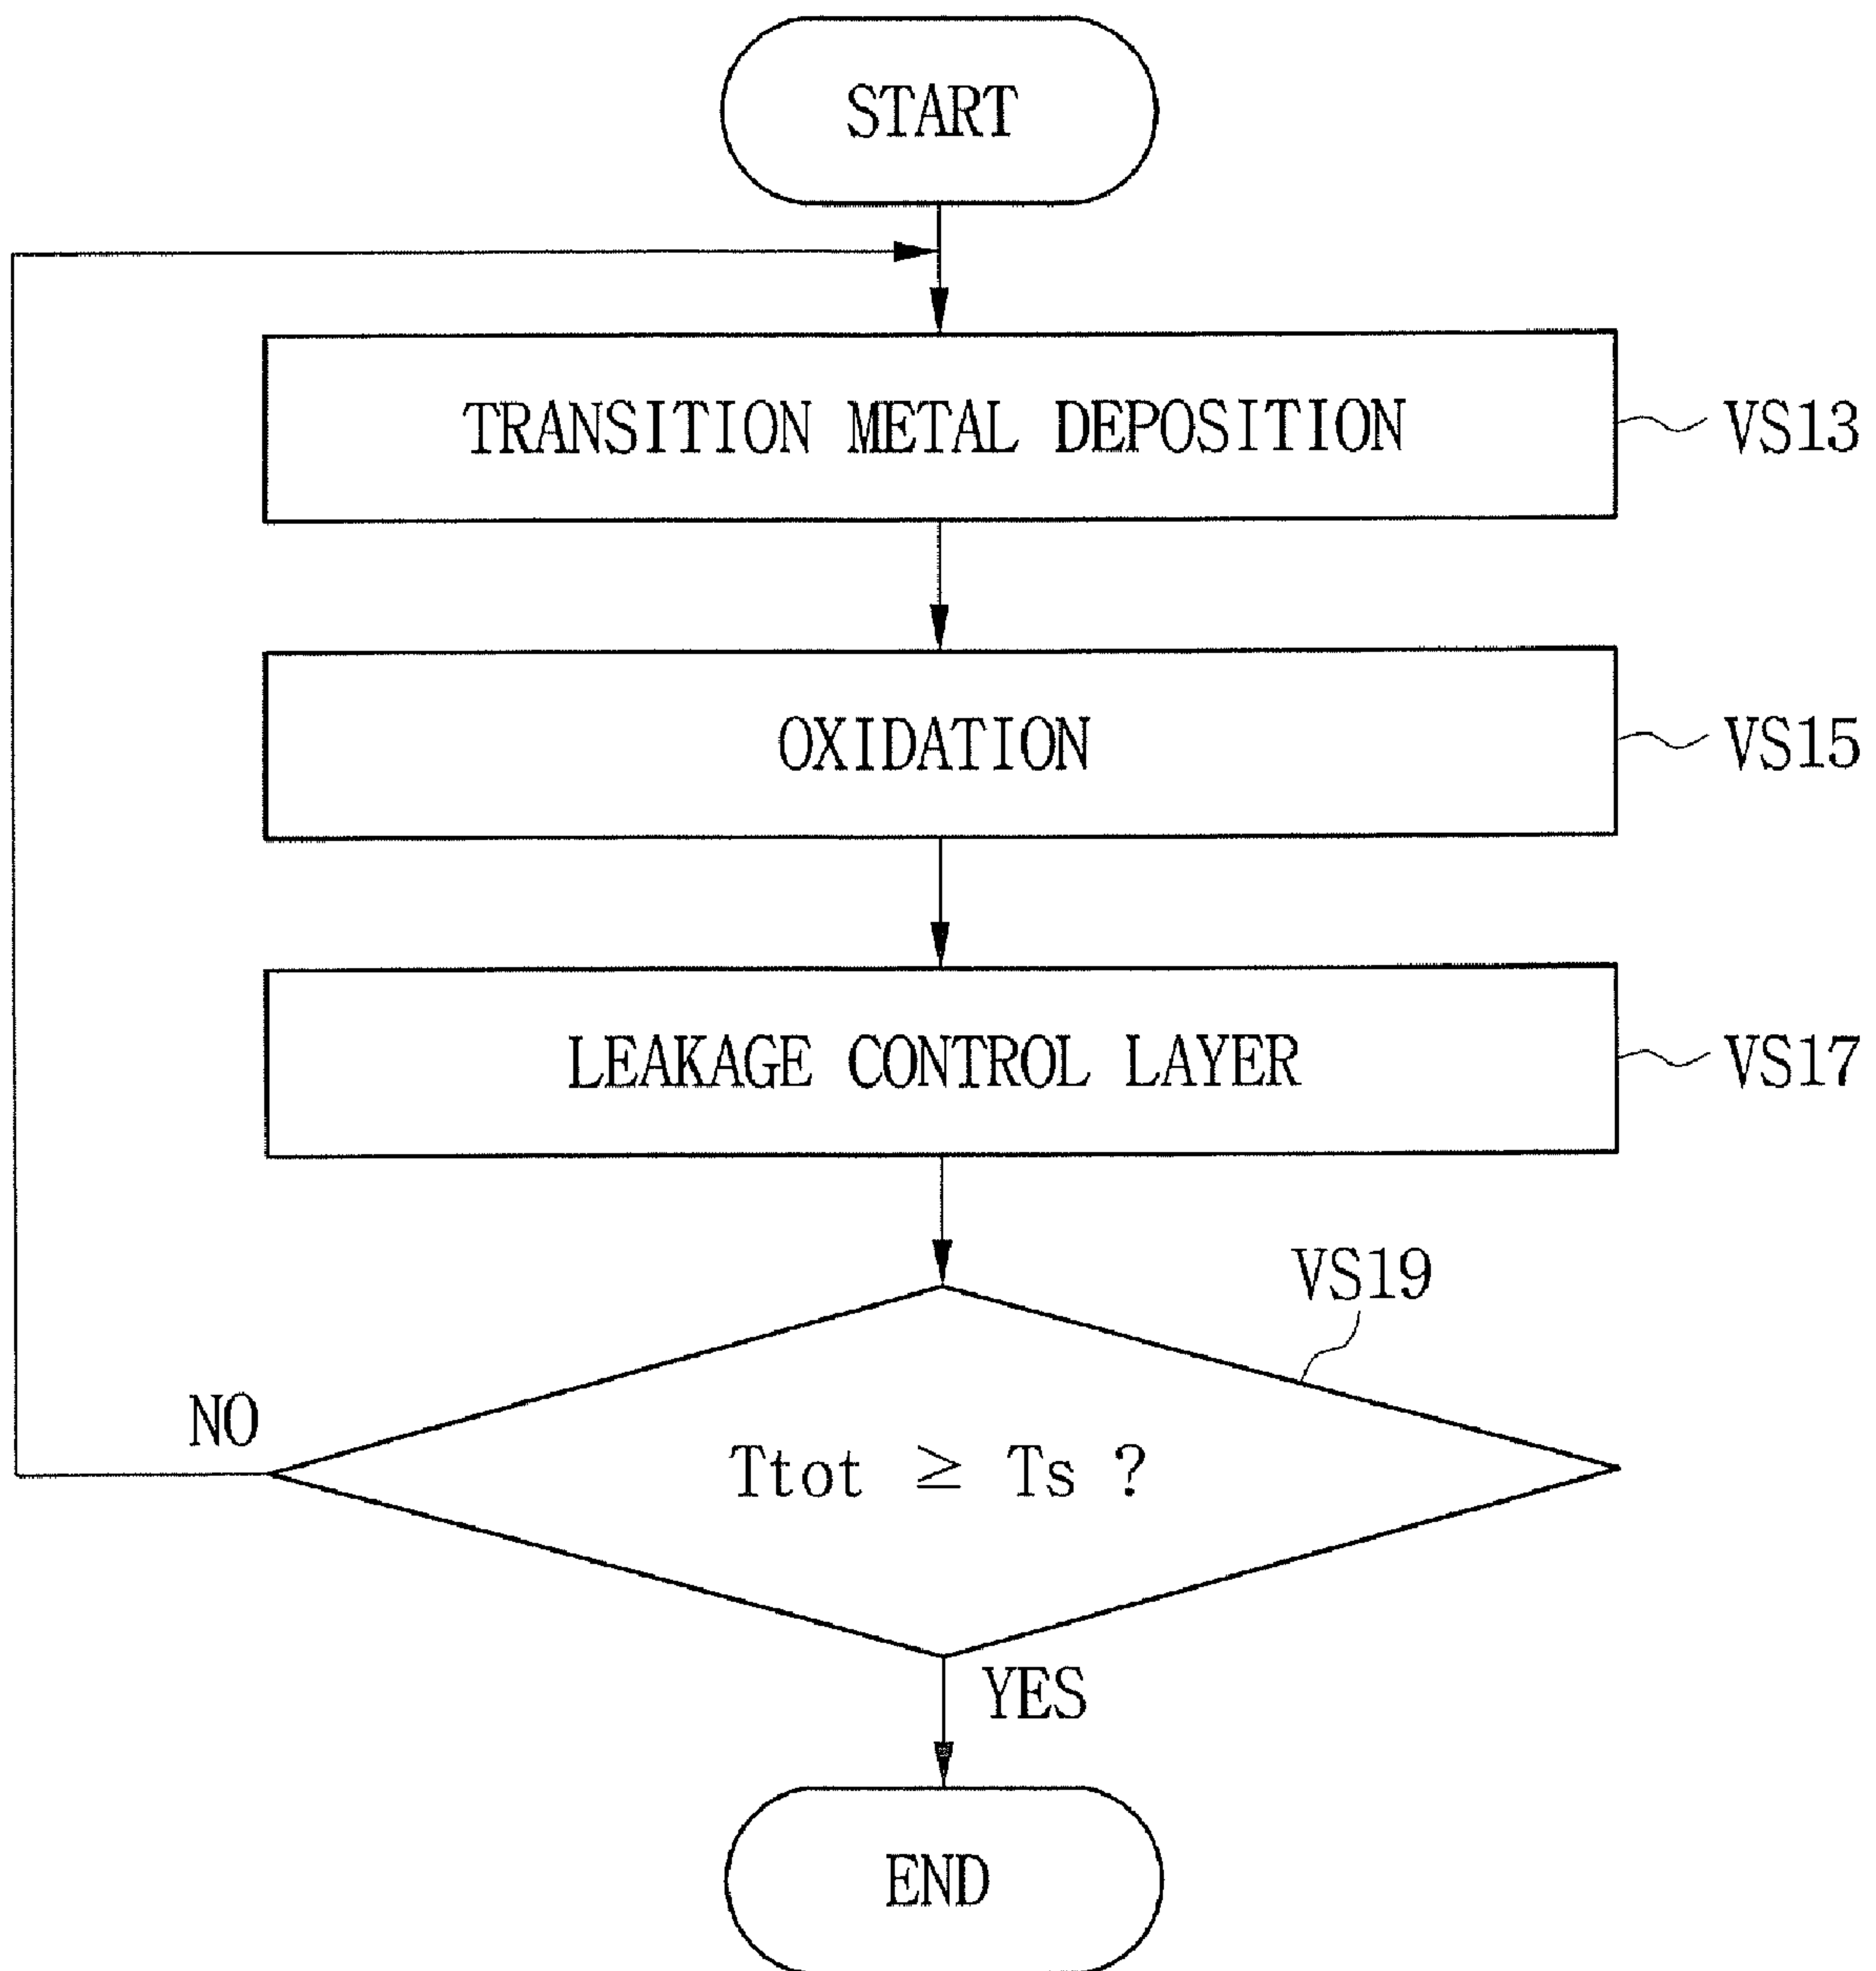 START
TRANSITION METAL DEPOSITION
VS13
OXIDATION
VS15
LEAKAGE CONTROL LAYER
VS17
VS19
NO
Ttot ≥ Ts ?
YES
END